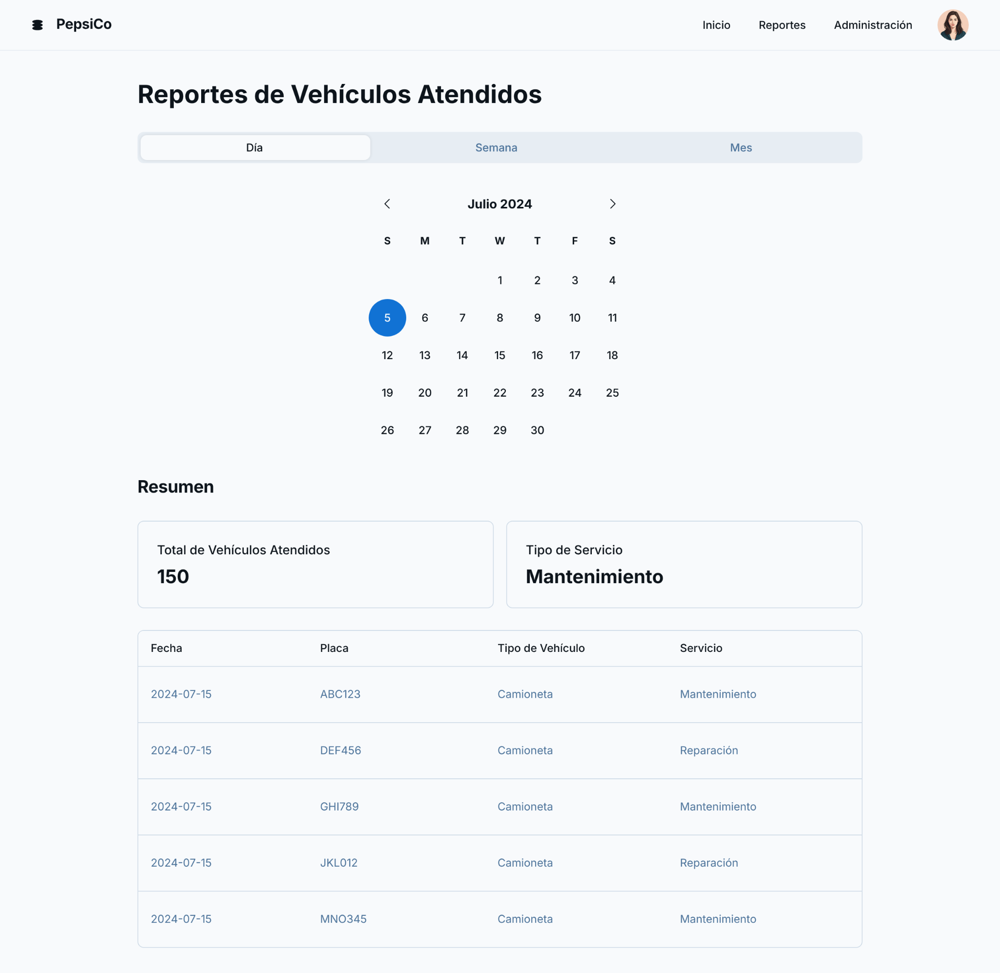 PepsiCo Inicio Reportes Administración
Reportes de Vehículos Atendidos
Día Semana Mes
Julio 2024
S M T W T F S
1 2 3 4
5 6 7 8 9 10 11
12 13 14 15 16 17 18
19 20 21 22 23 24 25
26 27 28 29 30
Resumen
Total de Vehículos Atendidos
150
Tipo de Servicio
Mantenimiento
Fecha Placa Tipo de Vehículo Servicio
2024-07-15 ABC123 Camioneta Mantenimiento
2024-07-15 DEF456 Camioneta Reparación
2024-07-15 GHI789 Camioneta Mantenimiento
2024-07-15 JKL012 Camioneta Reparación
2024-07-15 MNO345 Camioneta Mantenimiento